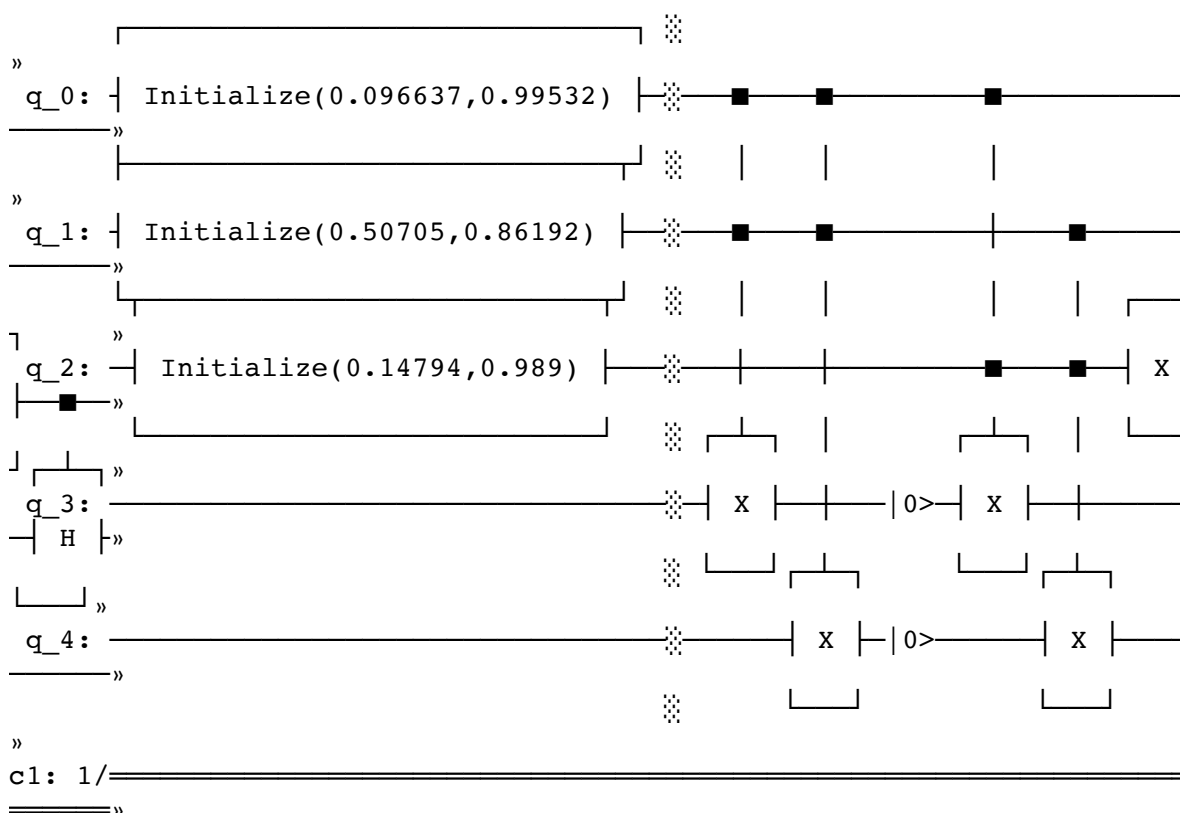 »
q_0: Initialize(0.096637,0.99532)
»
»
q_1: Initialize(0.50705,0.86192)
»
»
q_2: Initialize(0.14794,0.989) X
»
»
q_3: X |0> X
H »
»
q_4: X |0> X
»
»
c1: 1/
»